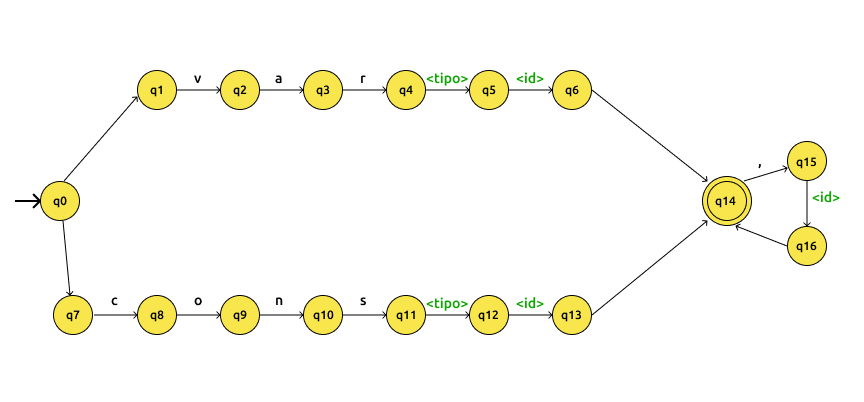 v a r <tipo> <id>
q1 q2 q3 q4 q5 q6
,
q15
q0
q14
<id>
q16
c o n s <tipo> <id>
q7 q8 q9 q10 q11 q12 q13